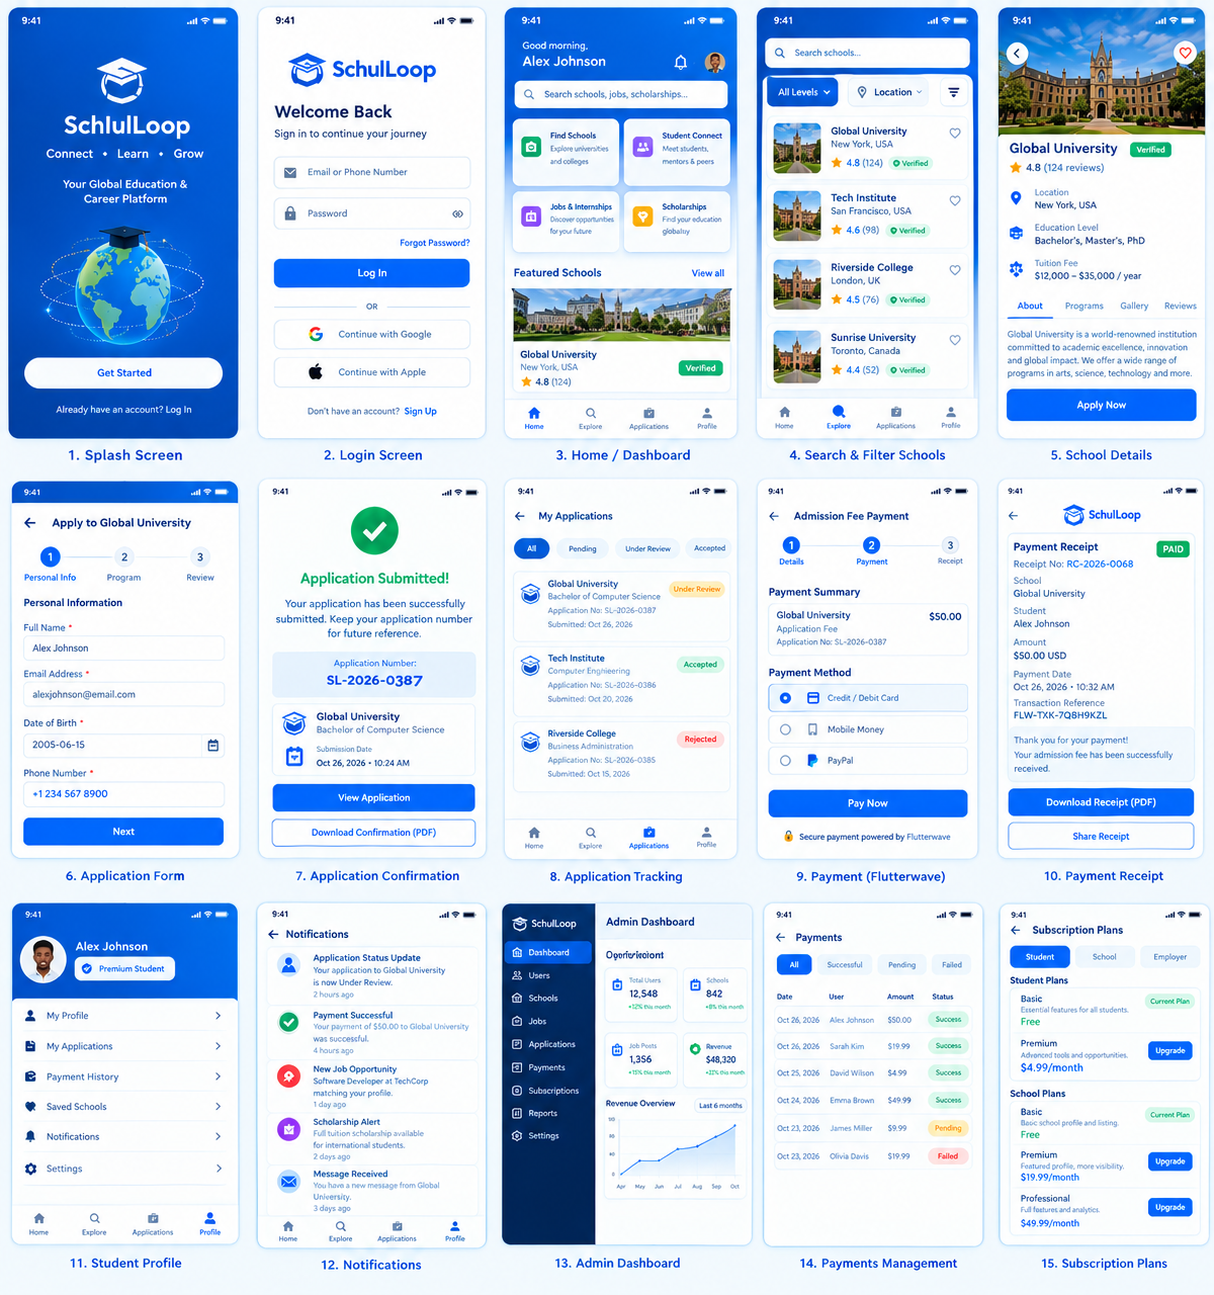 9:41
SchlulLoop
Connect • Learn • Grow
Your Global Education &
Career Platform
Get Started
Already have an account? Log In
1. Splash Screen
9:41
SchulLoop
Welcome Back
Sign in to continue your journey
Email or Phone Number
Password
Forgot Password?
Log In
OR
Continue with Google
Continue with Apple
Don't have an account? Sign Up
2. Login Screen
9:41
Good morning,
Alex Johnson
Search schools, jobs, scholarships...
Find Schools
Explore universities
and colleges
Student Connect
Meet students,
mentors & peers
Jobs & Internships
Discover opportunities
for your future
Scholarships
Find your education
Featured Schools
View all
Global University
4.8 (124)
Verified
Home
Explore
Applications
Profile
3. Home / Dashboard
9:41
Search schools...
All Levels
Location
Global University
New York, USA
4.8 (124)
Verified
Tech Institute
San Francisco, USA
4.6 (98)
Verified
Riverside College
London, UK
4.5 (76)
Verified
Sunrise University
Toronto, Canada
4.4 (52)
Verified
Home
Explore
Applications
Profile
4. Search & Filter Schools
9:41
Global University
Verified
4.8 (124 reviews)
Location
New York, USA
Education Level
Bachelor's, Master's, PhD
Tuition Fee
$12,000 – $35,000 / year
About
Programs
Gallery
Reviews
Global University is a world-renowned institution
committed to academic excellence, innovation
and global impact. We offer a wide range of
programs in arts, science, technology and more.
Apply Now
5. School Details
9:41
Apply to Global University
1
2
3
Personal Info
Program
Review
Personal Information
Full Name *
Alex Johnson
Email Address *
alexjohnson@email.com
Date of Birth *
2005-06-15
Phone Number *
+1 234 567 8900
Next
6. Application Form
9:41
Application Submitted!
Your application has been successfully
submitted. Keep your application number
for future reference.
Application Number:
SL-2026-0387
Global University
Bachelor of Computer Science
Submission Date
Oct 26, 2026 • 10:24 AM
View Application
Download Confirmation (PDF)
7. Application Confirmation
9:41
My Applications
All
Pending
Under Review
Accepted
Global University
Bachelor of Computer Science
Application No: SL-2026-0387
Submitted: Oct 26, 2026
Under Review
Tech Institute
Application No: SL-2026-0386
Submitted: Oct 20, 2026
Accepted
Riverside College
Business Administration
Application No: SL-2026-0385
Submitted: Oct 15, 2026
Rejected
Home
Explore
Applications
Profile
8. Application Tracking
9:41
Admission Fee Payment
1
2
3
Details
Payment
Receipt
Payment Summary
Global University
$50.00
Application Fee
Application No: SL-2026-0387
Payment Method
Credit / Debit Card
Mobile Money
PayPal
Pay Now
Secure payment powered by Flutterwave
9. Payment (Flutterwave)
9:41
SchulLoop
Payment Receipt
PAID
Receipt No: RC-2026-0068
School
Global University
Student
Alex Johnson
Amount
$50.00 USD
Payment Date
Oct 26, 2026 • 10:32 AM
Transaction Reference
FLW-TXK-7Q8H9KZL
Thank you for your payment!
Your admission fee has been successfully
received.
Download Receipt (PDF)
Share Receipt
10. Payment Receipt
9:41
Alex Johnson
Premium Student
My Profile
My Applications
Payment History
Saved Schools
Notifications
Settings
Home
Explore
Applications
Profile
11. Student Profile
9:41
Notifications
Application Status Update
Your application to Global University
is now Under Review.
2 hours ago
Payment Successful
Your payment of $50.00 to Global University
was successful.
4 hours ago
New Job Opportunity
Software Developer at TechCorp
matching your profile.
1 day ago
Scholarship Alert
Full tuition scholarship available
for international students.
2 days ago
Message Received
You have a new message from Global
University.
3 days ago
Home
Explore
Applications
Profile
12. Notifications
SchulLoop
Dashboard
Users
Schools
Jobs
Applications
Payments
Subscriptions
Reports
Settings
Admin Dashboard
Total Users
12,548
+12% this month
Schools
842
+8% this month
Job Posts
1,356
+15% this month
Revenue
$48,320
+22% this month
Revenue Overview
Last 6 months
Apr May Jun Jul Aug Sep Oct
13. Admin Dashboard
9:41
Payments
All
Successful
Pending
Failed
Date User Amount Status
Oct 26, 2026 Alex Johnson $50.00 Success
Oct 26, 2026 Sarah Kim $19.99 Success
Oct 25, 2026 David Wilson $4.99 Success
Oct 24, 2026 Emma Brown $49.99 Success
Oct 23, 2026 James Miller $9.99 Pending
Oct 23, 2026 Olivia Davis $19.99 Failed
14. Payments Management
9:41
Subscription Plans
Student
School
Employer
Student Plans
Basic
Essential features for all students.
Free
Current Plan
Premium
Advanced tools and opportunities.
$4.99/month
Upgrade
School Plans
Basic
Basic school profile and listing.
Free
Current Plan
Premium
Featured profile, more visibility.
$19.99/month
Upgrade
Professional
Full features and analytics.
$49.99/month
Upgrade
15. Subscription Plans